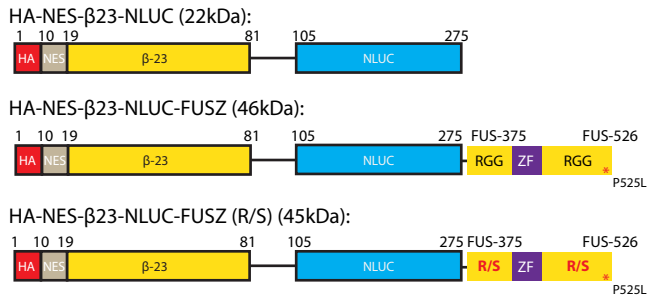 HA-NES-β23-NLUC (22kDa):
1 10 19 81 105 275
HA NES β-23 NLUC
HA-NES-β23-NLUC-FUSZ (46kDa):
1 10 19 81 105 275 FUS-375 FUS-526
HA NES β-23 NLUC RGG ZF RGG *
P525L
HA-NES-β23-NLUC-FUSZ (R/S) (45kDa):
1 10 19 81 105 275 FUS-375 FUS-526
HA NES β-23 NLUC R/S ZF R/S *
P525L